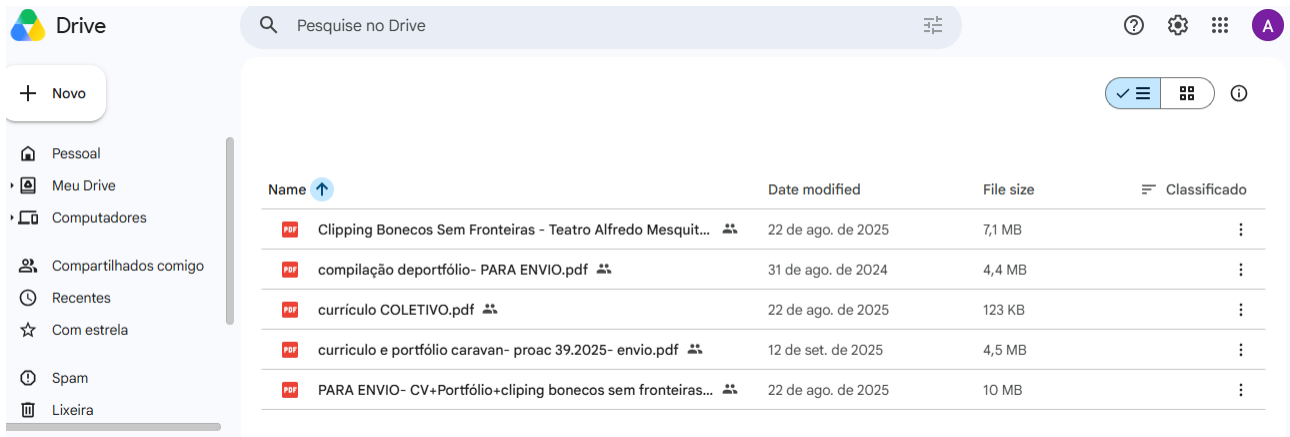 Drive
Pesquise no Drive
A
Novo
Pessoal
Meu Drive
Computadores
Compartilhados comigo
Recentes
Com estrela
Spam
Lixeira
Name Date modified File size Classificado
PDF Clipping Bonecos Sem Fronteiras - Teatro Alfredo Mesquit... 22 de ago. de 2025 7,1 MB
PDF compilação deportfólio- PARA ENVIO.pdf 31 de ago. de 2024 4,4 MB
PDF currículo COLETIVO.pdf 22 de ago. de 2025 123 KB
PDF curriculo e portfólio caravan- proac 39.2025- envio.pdf 12 de set. de 2025 4,5 MB
PDF PARA ENVIO- CV+Portfólio+cliping bonecos sem fronteiras... 22 de ago. de 2025 10 MB